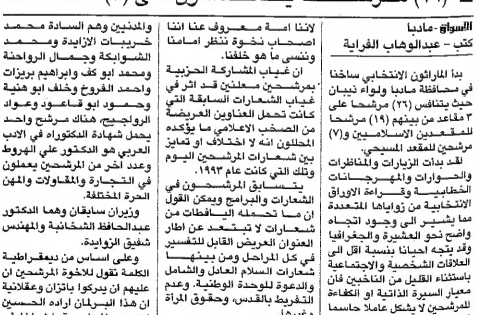 الاسواق - مادبا
كتب - عبدالوهاب الغراية
بدأ الماراثون الانتخابي ساخنا
في محافظة مادبا ولواء ذيبان
حيث يتنافس (٢٦) مرشحا على
٣ مقاعد من بينهم (١٩) مرشحا
للمقعدين الاسلاميين و(٧)
مرشحين للمقعد المسيحي.
لقد بدأت الزيارات والمناظرات
والحوارات والمهرجانات
الخطابية وقراءة الاوراق
الانتخابية من زواياها المتعددة
مما يشير الى وجود اتجاه
واضح نحو العشيرة والجغرافيا
وقد يتجه احيانا بنسبة اقل الى
العلاقات الشخصية والاجتماعية
باستثناء القليل من الناخبين فان
معيار السيرة الذاتية او الكفاءة
للمرشحين لا يشكل عاملا حاسما
لاننا امة معروف عنا اننا
اصحاب نخوة ننظر امامنا
وننسى ما هو خلفنا.
ان غياب المشاركة الحزبية
بمرشحين معلنين قد اثر في
غياب الشعارات السابقة التي
كانت تحمل العناوين العريضة
من الصخب الاعلامي ما يؤكده
المحللون انه لا اختلاف او تمايز
بين شعارات المرشحين اليوم
وتلك التي كانت عام ١٩٩٣.
يتسابق المرشحون في
الشعارات والبرامج ويمكن القول
ان ما تحمله اليافطات من
شعارات لا تبتعد عن اطار
العنوان العريض القابل للتفسير
في كل المراحل ومن بينها
شعارات السلام العادل والشامل
والدعوة للوحدة الوطنية. وعدم
التفريط بالقدس، وحقوق المرأة
وغيرها
والمدنيين وهم السادة محمد
خريبات الازايدة ومحمد
الشوابكة وجمال الرواحنة
ومحمد ابو كف وابراهيم بريزات
واحمد الفروخ وخلف ابو هنية
وحمود ابو قاعود وعواد
الرواجيح، هناك مرشح واحد
يحمل شهادة الدكتوراه في الادب
العربي هو الدكتور علي الهروط
وعدد آخر من المرشحين يعملون
في التجارة والمقاولات والمهن
الحرة المختلفة.
وزيران سابقان وهما الدكتور
عبدالحافظ الشخانبة والمهندس
شفيق الزوايدة.
وعلى اساس من ديمقراطية
الكلمة نقول للاخوة المرشحين ان
عليهم ان يدركوا باتزان وعقلانية
ان هذا البرلمان اراده الحسين